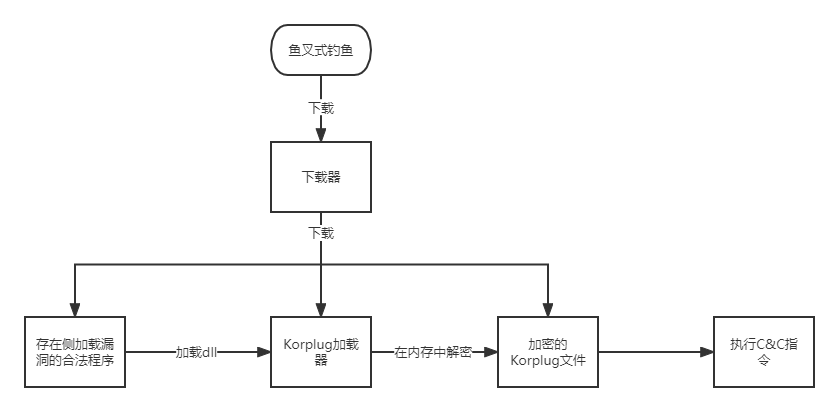 鱼叉式钓鱼
下载
下载器
下载
存在侧加载漏
洞的合法程序
加载dll
Korplug加载
器
在内存中解密
加密的
Korplug文件
执行C&C指
令